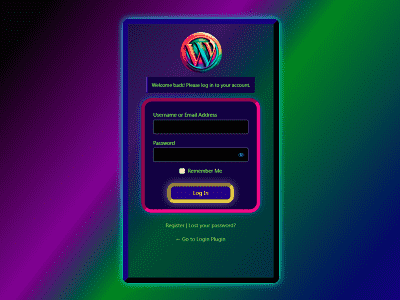 Welcome back! Please log in to your account.
Username or Email Address
Password
Remember Me
Log In
Register | Lost your password?
← Go to Login Plugin